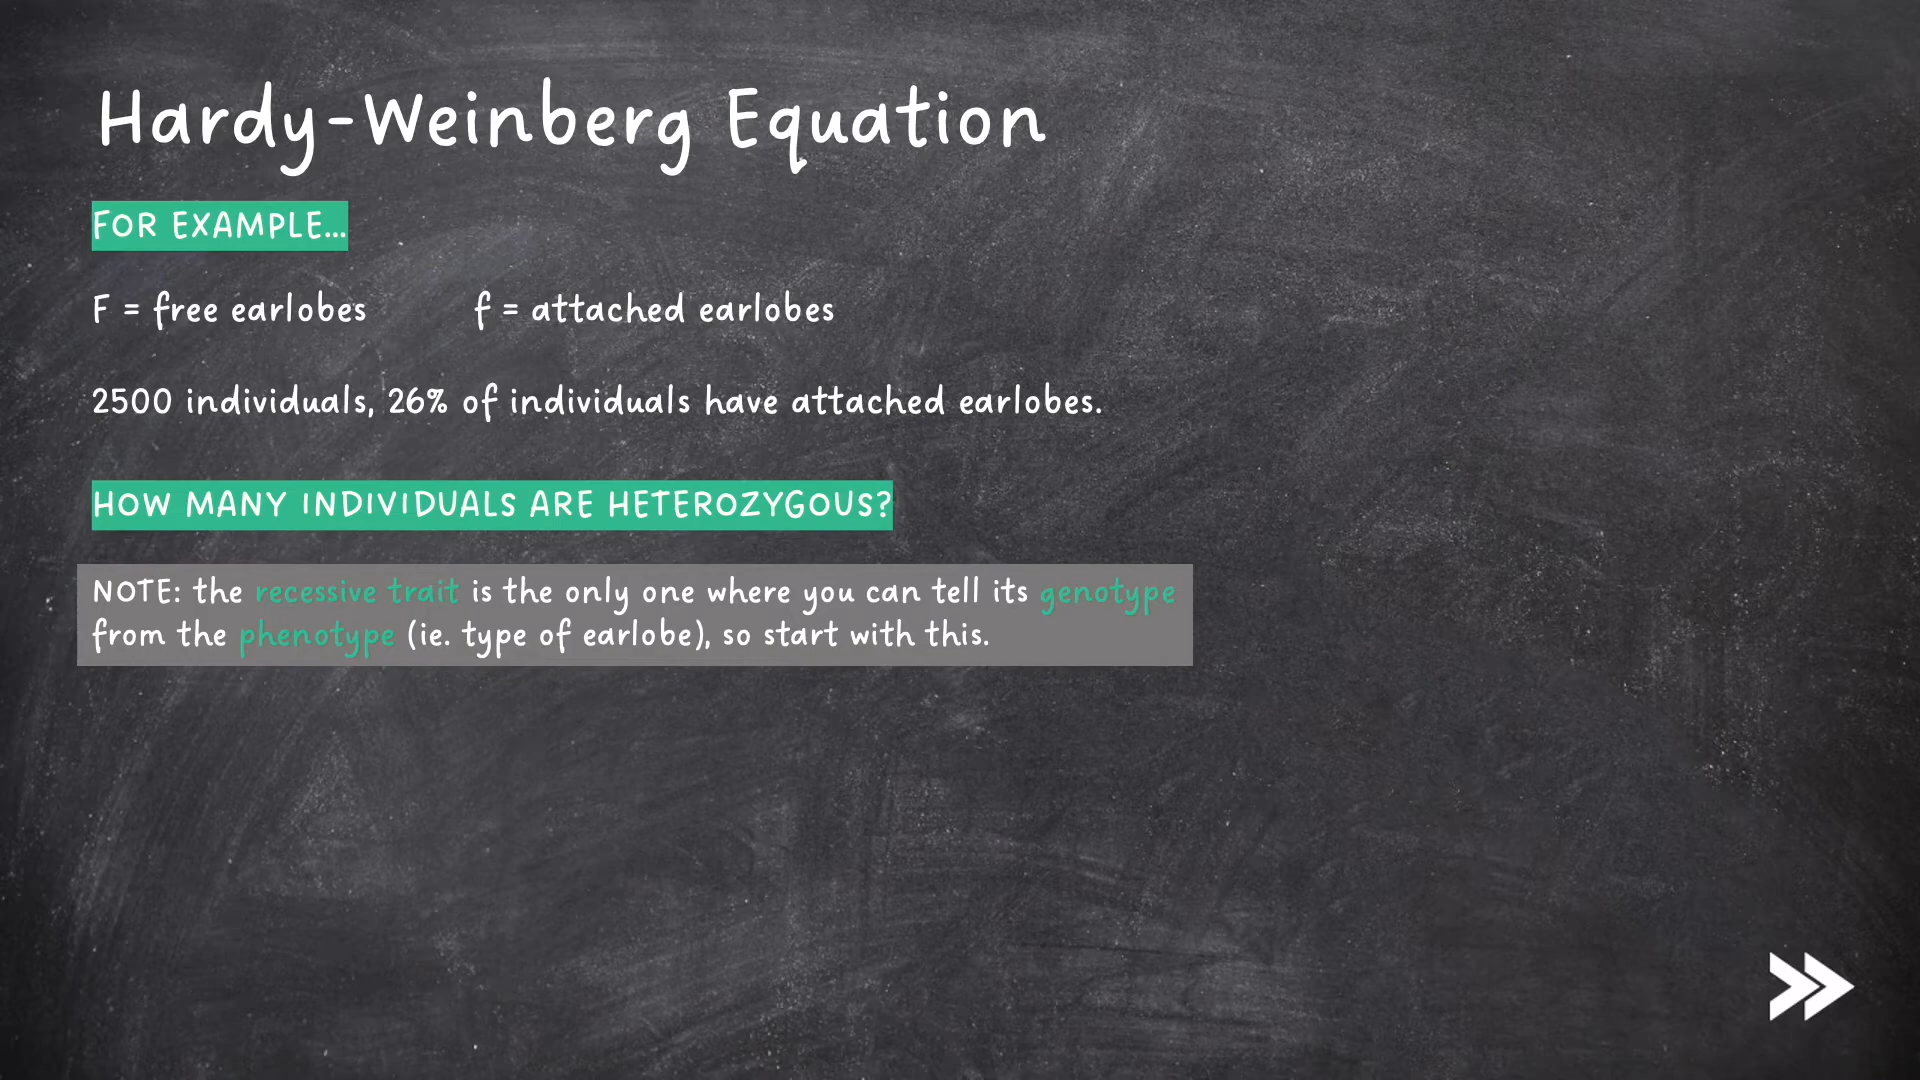 Hardy-Weinberg Equation
FOR EXAMPLE...
F = free earlobes f = attached earlobes
2500 individuals, 26% of individuals have attached earlobes.
HOW MANY INDIVIDUALS ARE HETEROZYGOUS?
NOTE: the recessive trait is the only one where you can tell its genotype
from the phenotype (ie. type of earlobe), so start with this.